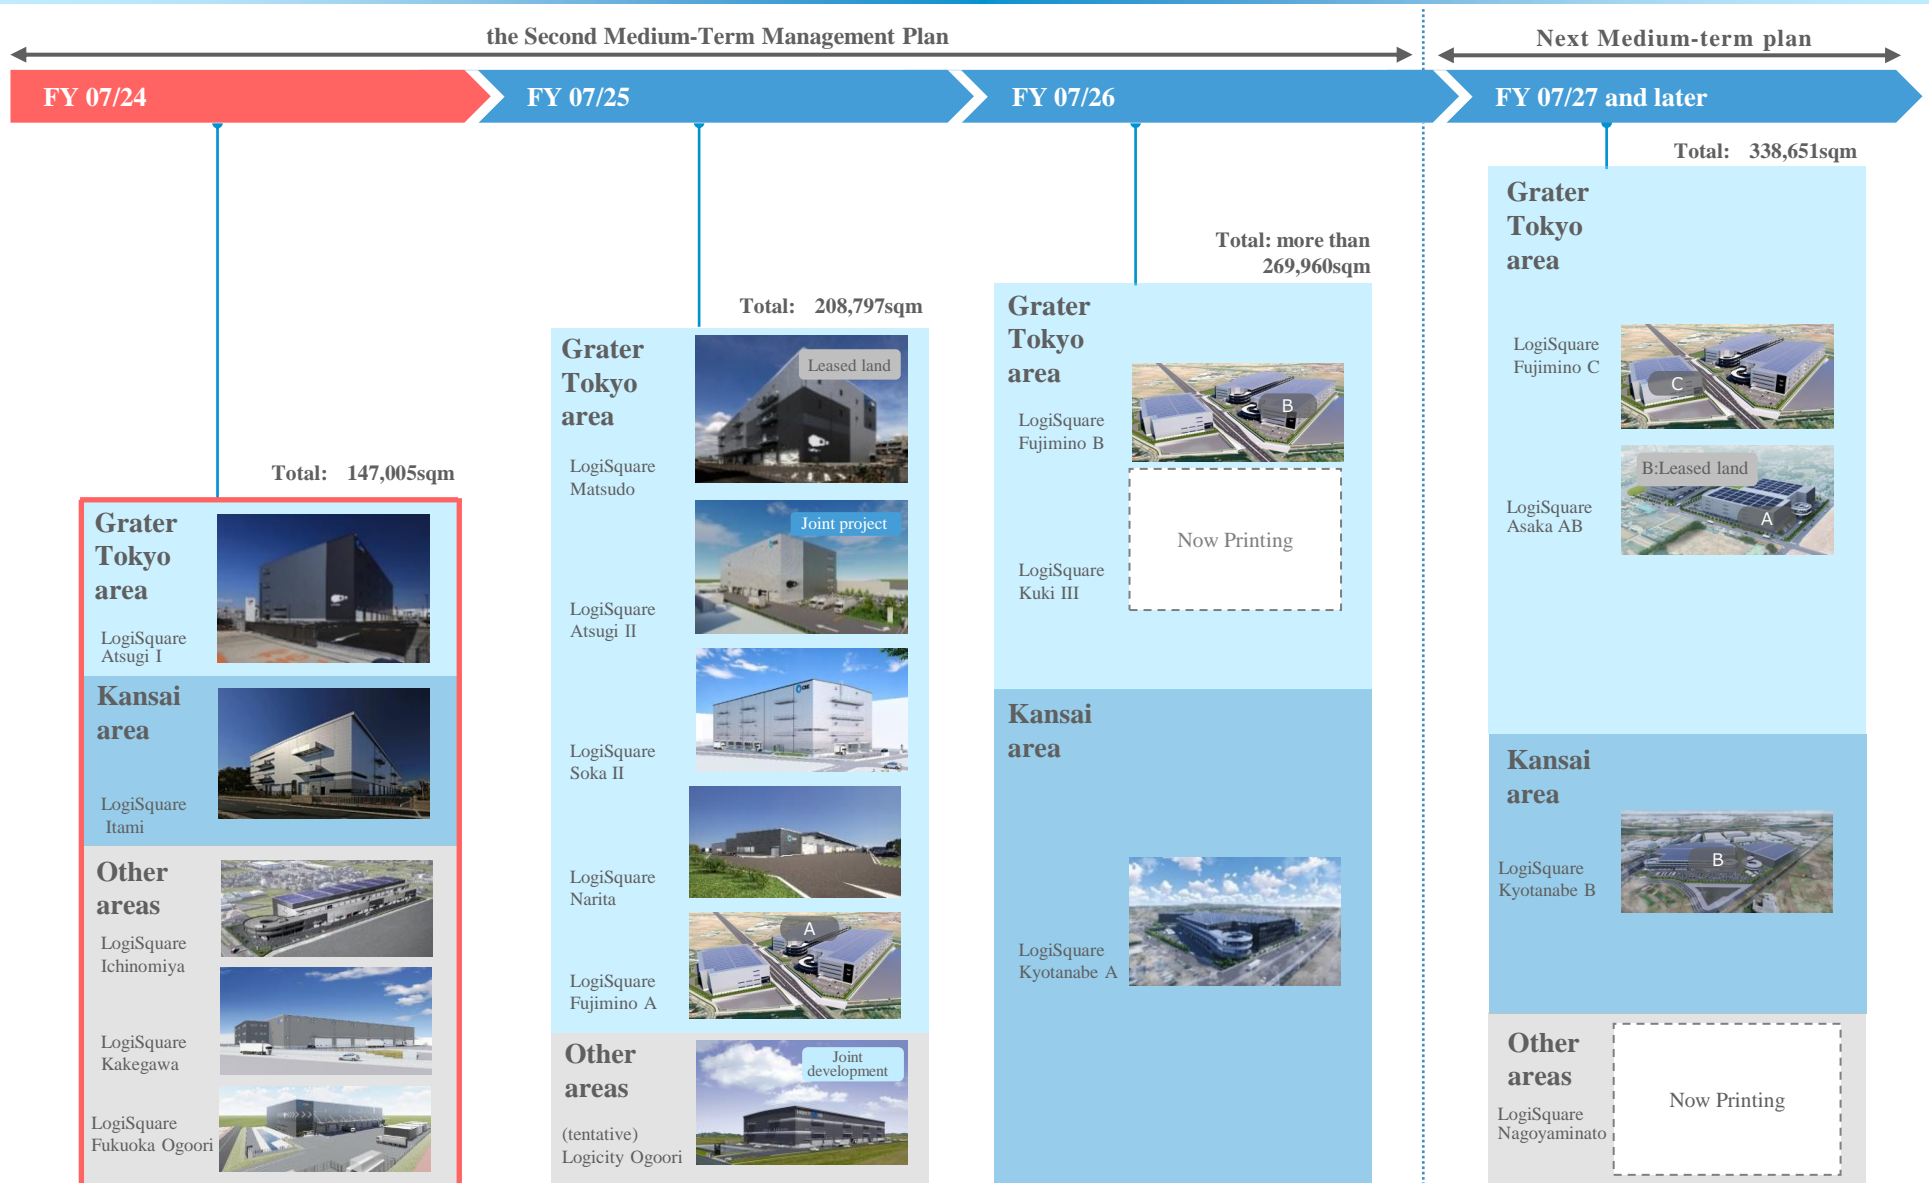 the Second Medium-Term Management Plan
Next Medium-term plan
FY 07/24
FY 07/25
FY 07/26
FY 07/27 and later
Total: 147,005sqm
Grater
Tokyo
area
LogiSquare
Atsugi I
Kansai
area
LogiSquare
Itami
Other
areas
LogiSquare
Ichinomiya
LogiSquare
Kakegawa
LogiSquare
Fukuoka Ogoori
Total: 208,797sqm
Grater
Tokyo
area
Leased land
LogiSquare
Matsudo
Joint project
LogiSquare
Atsugi II
LogiSquare
Soka II
LogiSquare
Narita
A
LogiSquare
Fujimino A
Other
areas
Joint
development
(tentative)
Logicity Ogoori
Total: more than
269,960sqm
Grater
Tokyo
area
B
LogiSquare
Fujimino B
Now Printing
LogiSquare
Kuki III
Kansai
area
LogiSquare
Kyotanabe A
Total: 338,651sqm
Grater
Tokyo
area
LogiSquare
Fujimino C
C
B:Leased land
A
LogiSquare
Asaka AB
Kansai
area
B
LogiSquare
Kyotanabe B
Other
areas
Now Printing
LogiSquare
Nagoyaminato